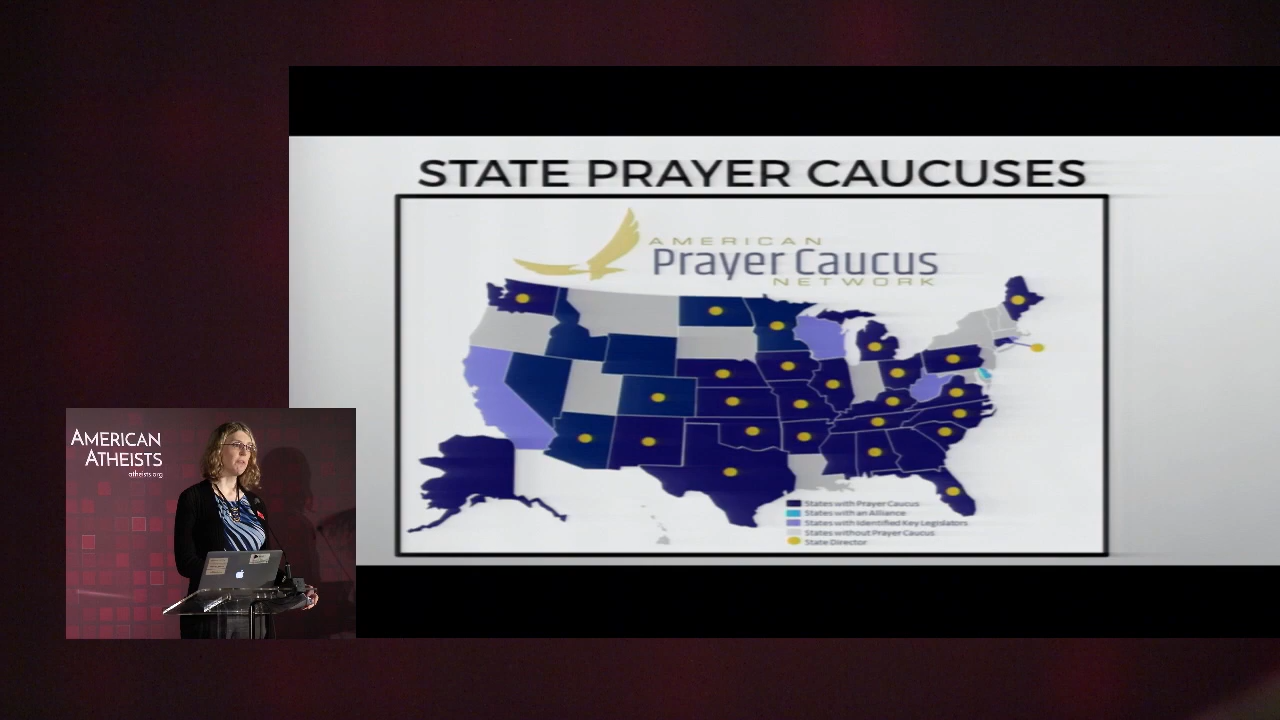 STATE PRAYER CAUCUSES
AMERICAN
Prayer Caucus
NETWORK
States with Prayer Caucus
States with an Alliance
States with Identified Key Legislators
States without Prayer Caucus
State Director
AMERICAN
ATHEISTS
atheists.org